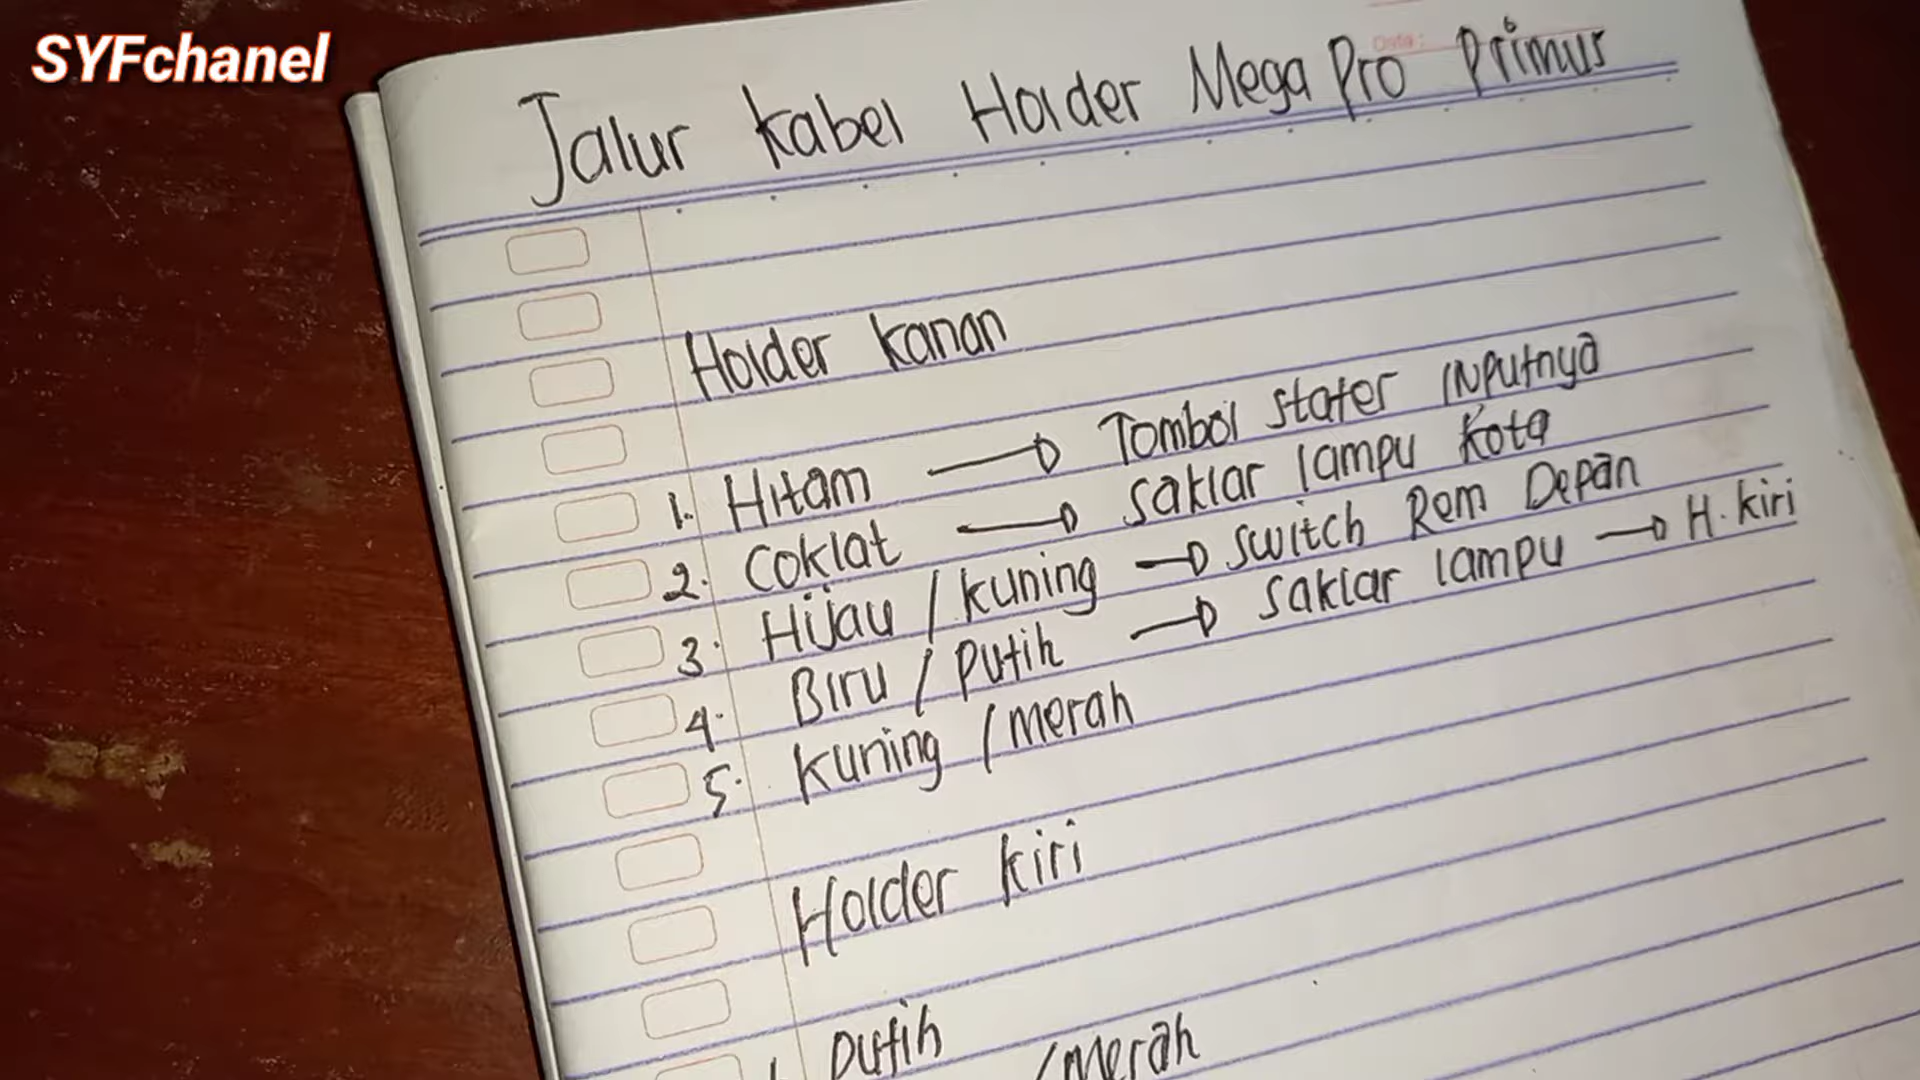 SYFchanel
Date:
Jalur Kabel Holder Mega Pro Primus
Holder Kanan
1. Hitam → Tombol stater inputnya
2. Coklat → saklar lampu kota
3. Hijau / kuning → switch Rem Depan
4. Biru / Putih → saklar lampu → H. kiri
5. Kuning / merah
Holder kiri
1. Putih
/ Merah